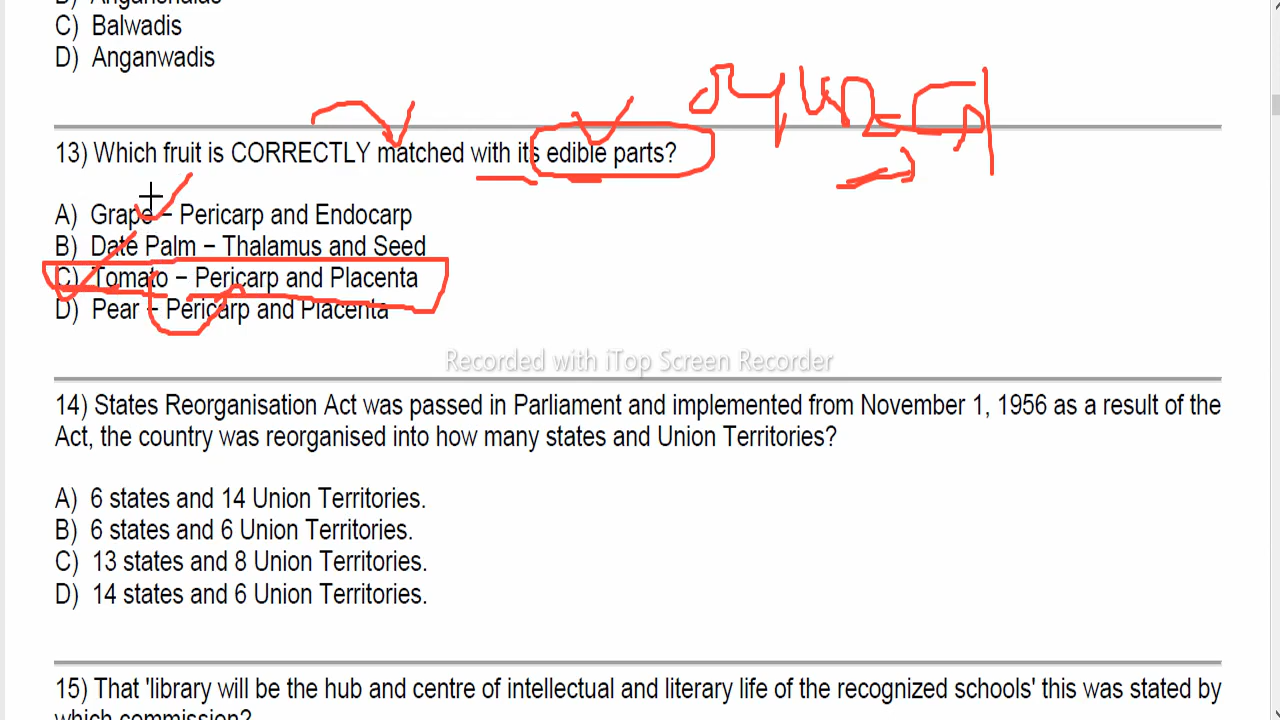 C) Balwadis
D) Anganwadis
13) Which fruit is CORRECTLY matched with its edible parts?
A) Grape – Pericarp and Endocarp
B) Date Palm – Thalamus and Seed
C) Tomato – Pericarp and Placenta
D) Pear – Pericarp and Placenta
Recorded with iTop Screen Recorder
14) States Reorganisation Act was passed in Parliament and implemented from November 1, 1956 as a result of the
Act, the country was reorganised into how many states and Union Territories?
A) 6 states and 14 Union Territories.
B) 6 states and 6 Union Territories.
C) 13 states and 8 Union Territories.
D) 14 states and 6 Union Territories.
15) That 'library will be the hub and centre of intellectual and literary life of the recognized schools' this was stated by
which commission?